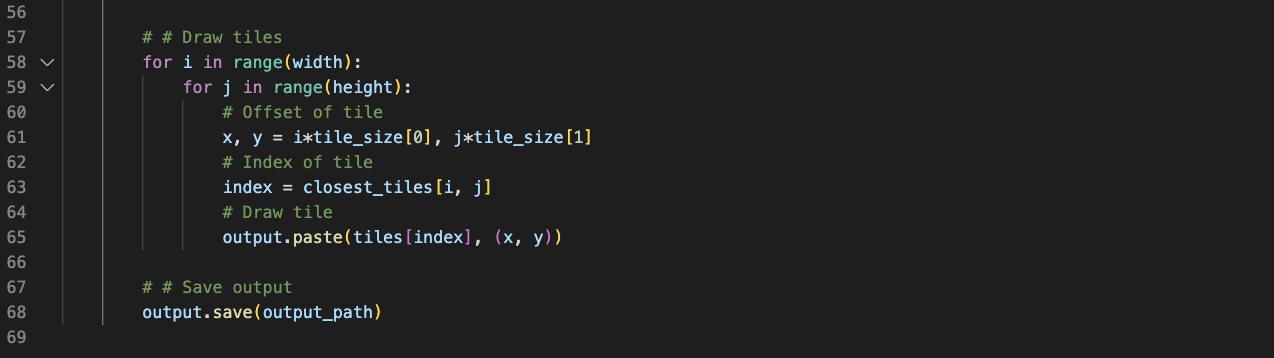 56
57 # # Draw tiles
58 for i in range(width):
59 for j in range(height):
60 # Offset of tile
61 x, y = i*tile_size[0], j*tile_size[1]
62 # Index of tile
63 index = closest_tiles[i, j]
64 # Draw tile
65 output.paste(tiles[index], (x, y))
66
67 # # Save output
68 output.save(output_path)
69